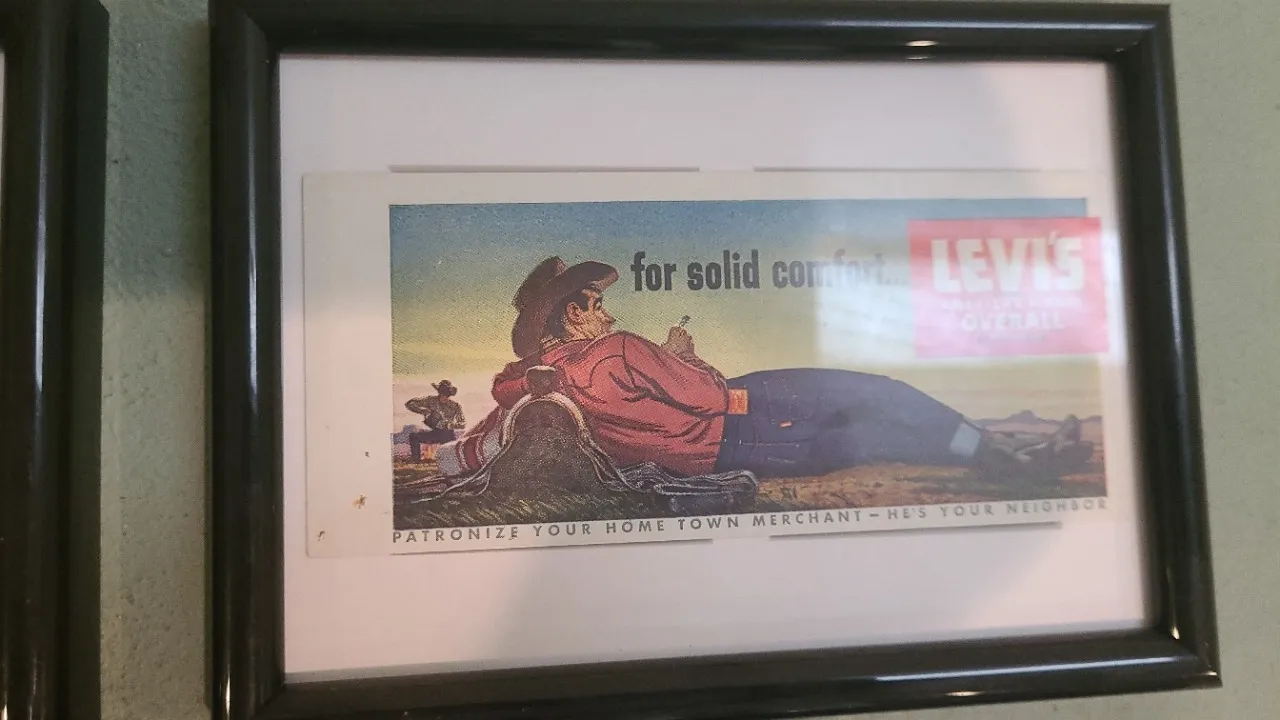 for solid comfort...
LEVI'S
OVERALL
PATRONIZE YOUR HOME TOWN MERCHANT — HE'S YOUR NEIGHBOR